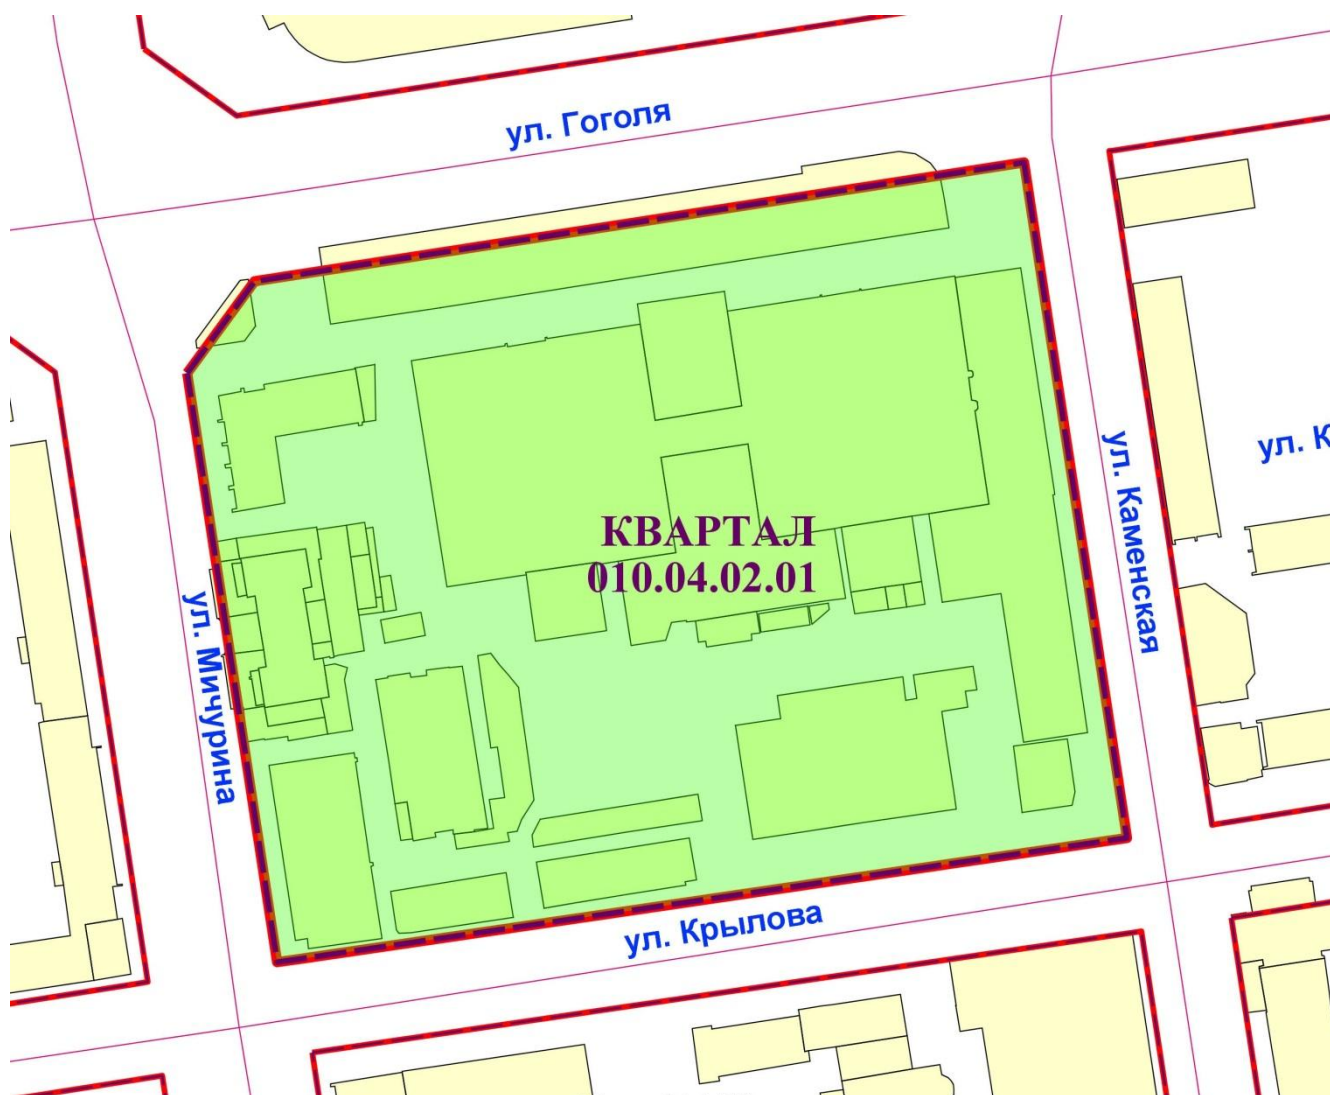 ул. Гоголя
ул. К
ул. Каменская
КВАРТАЛ
010.04.02.01
ул. Мичурина
ул. Крылова